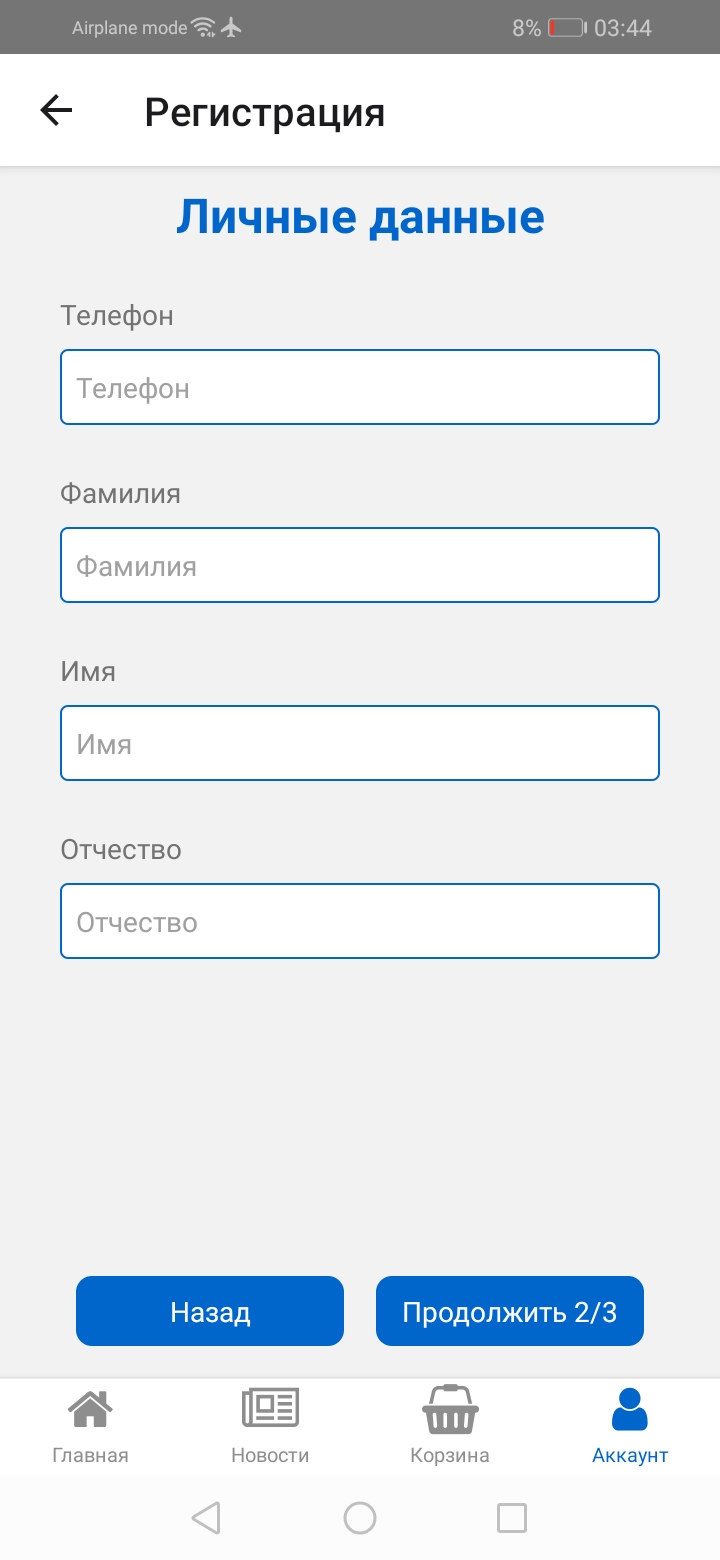 Airplane mode 8% 03:44
Регистрация
Личные данные
Телефон
Телефон
Фамилия
Фамилия
Имя
Имя
Отчество
Отчество
Назад Продолжить 2/3
Главная Новости Корзина Аккаунт